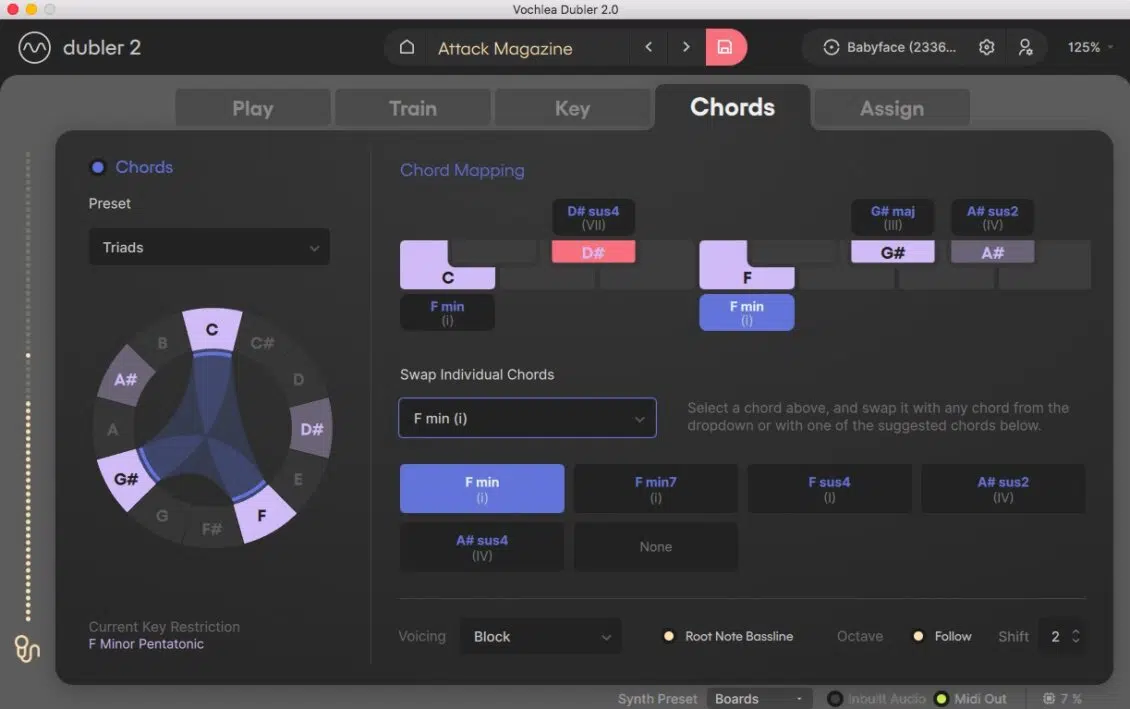 Vochlea Dubler 2.0
dubler 2
Attack Magazine
Babyface (2336...
125%
Play
Train
Key
Chords
Assign
Chords
Preset
Triads
C
C#
D
D#
E
F
F#
G
G#
A
A#
B
Current Key Restriction
F Minor Pentatonic
Chord Mapping
D# sus4
(VII)
G# maj
(III)
A# sus2
(IV)
D#
G#
A#
C
F
F min
(i)
F min
(i)
Swap Individual Chords
F min (i)
Select a chord above, and swap it with any chord from the
dropdown or with one of the suggested chords below.
F min
(i)
F min7
(i)
F sus4
(I)
A# sus2
(IV)
A# sus4
(IV)
None
Voicing
Block
Root Note Bassline
Octave
Follow
Shift
2
Synth Preset
Boards
Inbuilt Audio
Midi Out
7 %